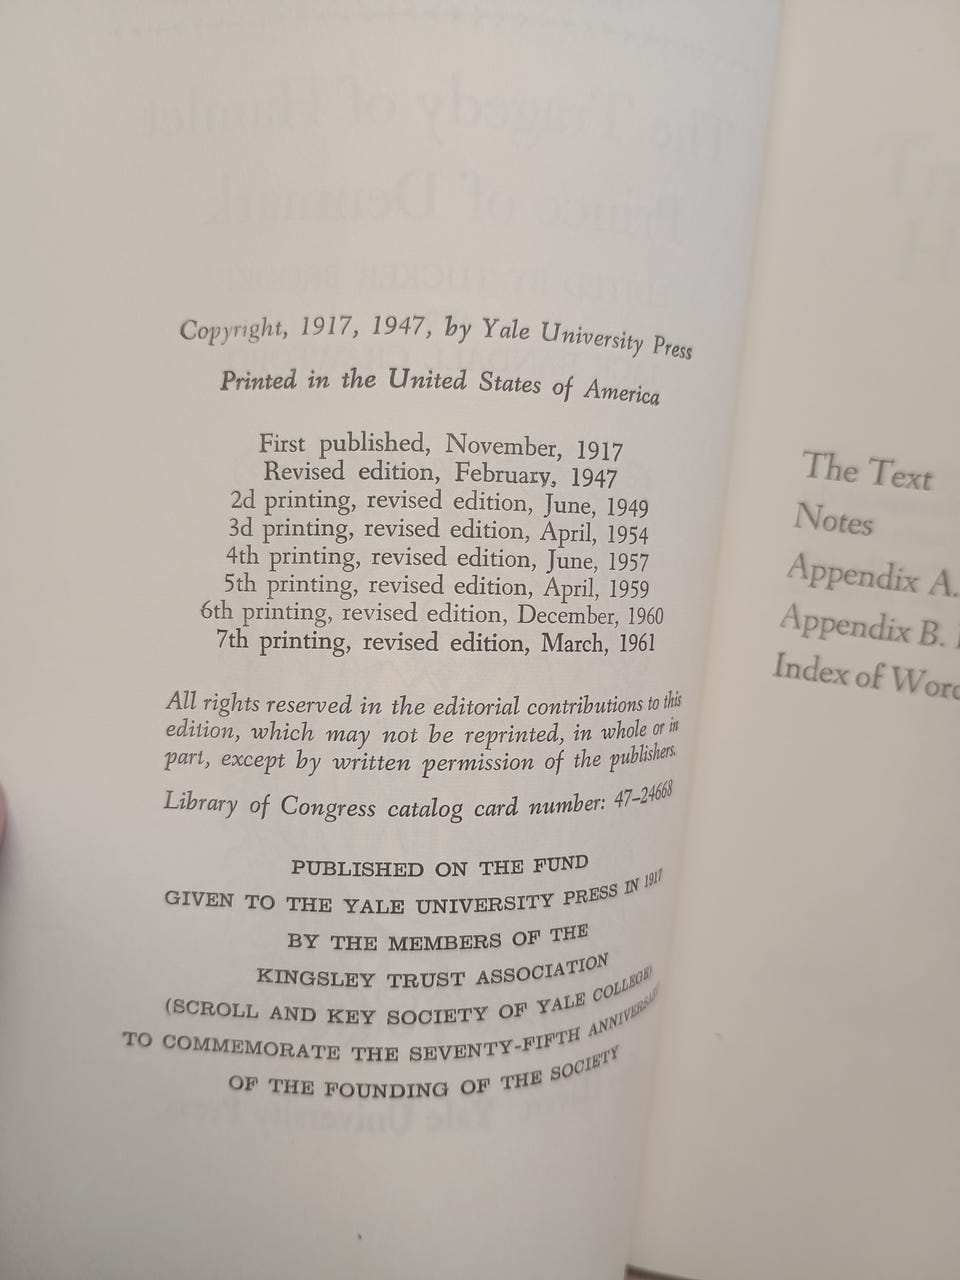 Copyright, 1917, 1947, by Yale University Press
Printed in the United States of America
First published, November, 1917
Revised edition, February, 1947
2d printing, revised edition, June, 1949
3d printing, revised edition, April, 1954
4th printing, revised edition, June, 1957
5th printing, revised edition, April, 1959
6th printing, revised edition, December, 1960
7th printing, revised edition, March, 1961
All rights reserved in the editorial contributions to this
edition, which may not be reprinted, in whole or in
part, except by written permission of the publishers.
Library of Congress catalog card number: 47-24668
PUBLISHED ON THE FUND
GIVEN TO THE YALE UNIVERSITY PRESS IN 1917
BY THE MEMBERS OF THE
KINGSLEY TRUST ASSOCIATION
(SCROLL AND KEY SOCIETY OF YALE COLLEGE)
TO COMMEMORATE THE SEVENTY-FIFTH ANNIVERSARY
OF THE FOUNDING OF THE SOCIETY
The Text
Notes
Appendix A.
Appendix B.
Index of